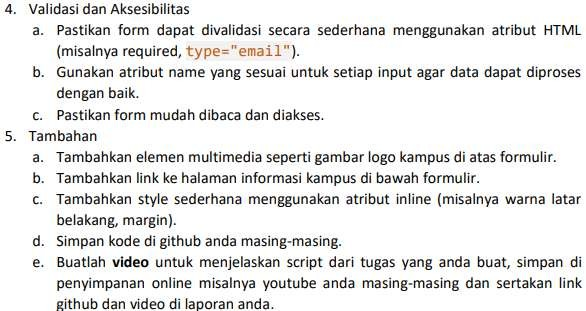 4. Validasi dan Aksesibilitas
a. Pastikan form dapat divalidasi secara sederhana menggunakan atribut HTML
(misalnya required, type="email").
b. Gunakan atribut name yang sesuai untuk setiap input agar data dapat diproses
dengan baik.
c. Pastikan form mudah dibaca dan diakses.
5. Tambahan
a. Tambahkan elemen multimedia seperti gambar logo kampus di atas formulir.
b. Tambahkan link ke halaman informasi kampus di bawah formulir.
c. Tambahkan style sederhana menggunakan atribut inline (misalnya warna latar
belakang, margin).
d. Simpan kode di github anda masing-masing.
e. Buatlah video untuk menjelaskan script dari tugas yang anda buat, simpan di
penyimpanan online misalnya youtube anda masing-masing dan sertakan link
github dan video di laporan anda.